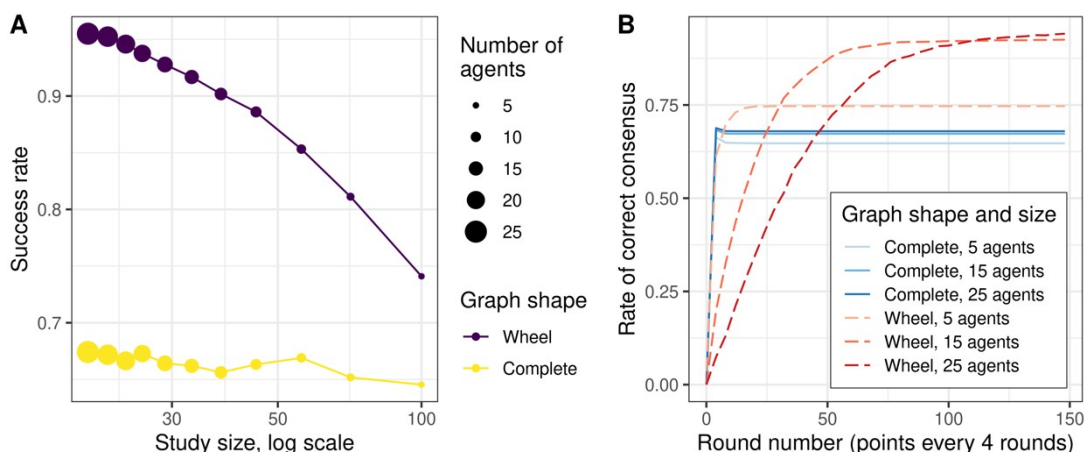 A
Success rate
0.9
0.8
0.7
30
50
100
Study size, log scale
Number of
agents
5
10
15
20
25
Graph shape
Wheel
Complete
B
Rate of correct consensus
0.75
0.50
0.25
0.00
0
50
100
150
Round number (points every 4 rounds)
Graph shape and size
Complete, 5 agents
Complete, 15 agents
Complete, 25 agents
Wheel, 5 agents
Wheel, 15 agents
Wheel, 25 agents